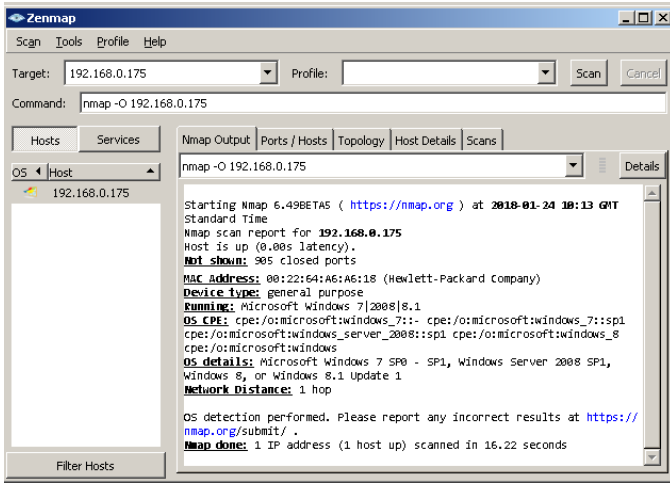 Zenmap
Scan Tools Profile Help
Target: 192.168.0.175 Profile: Scan Cancel
Command: nmap -O 192.168.0.175
Hosts Services
OS Host
192.168.0.175
Filter Hosts
Nmap Output Ports / Hosts Topology Host Details Scans
nmap -O 192.168.0.175 Details
Starting Nmap 6.49BETA5 ( https://nmap.org ) at 2018-01-24 10:13 GMT
Standard Time
Nmap scan report for 192.168.0.175
Host is up (0.00s latency).
Not shown: 985 closed ports
MAC Address: 00:22:64:A6:A6:18 (Hewlett-Packard Company)
Device type: general purpose
Running: Microsoft Windows 7|2008|8.1
OS CPE: cpe:/o:microsoft:windows_7::- cpe:/o:microsoft:windows_7::sp1
cpe:/o:microsoft:windows_server_2008::sp1 cpe:/o:microsoft:windows_8
cpe:/o:microsoft:windows
OS details: Microsoft Windows 7 SP0 - SP1, Windows Server 2008 SP1,
Windows 8, or Windows 8.1 Update 1
Network Distance: 1 hop
OS detection performed. Please report any incorrect results at https://
nmap.org/submit/ .
Nmap done: 1 IP address (1 host up) scanned in 16.22 seconds